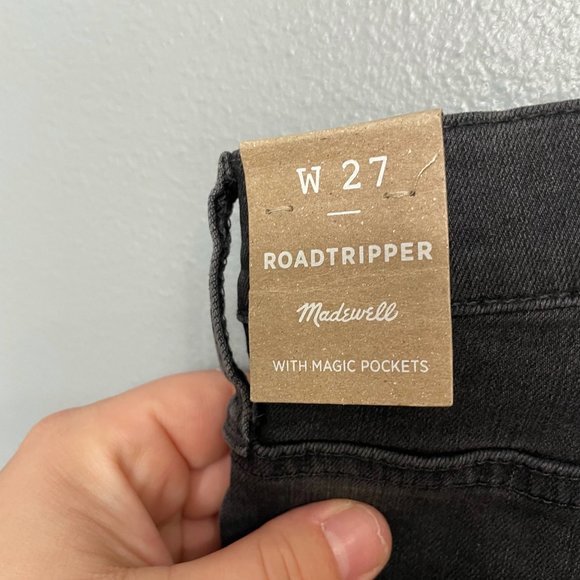 W 27
ROADTRIPPER
Madewell
WITH MAGIC POCKETS